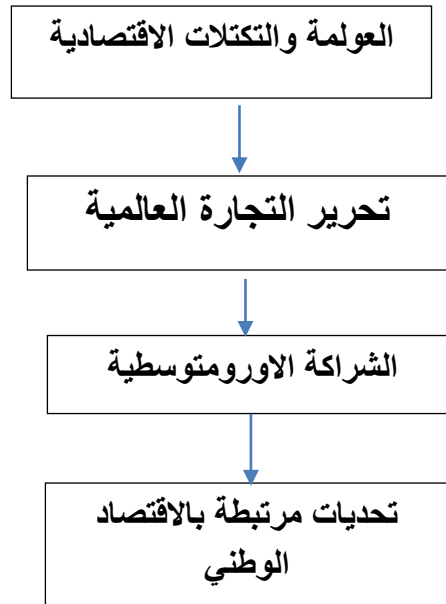 العولمة والتكتلات الاقتصادية
تحرير التجارة العالمية
الشراكة الاورومتوسطية
تحديات مرتبطة بالاقتصاد
الوطني